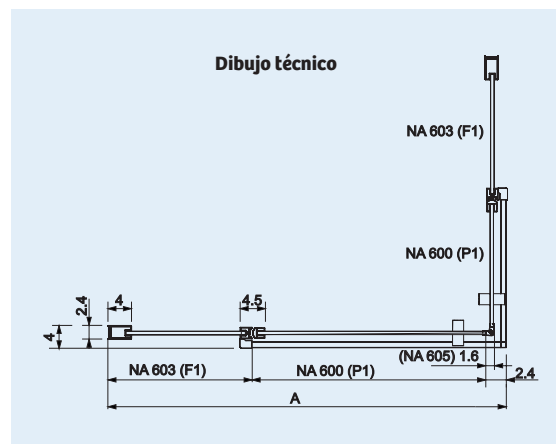 Dibujo técnico
NA 603 (F1)
NA 600 (P1)
4
4.5
2.4
4
(NA 605) 1.6
NA 603 (F1)
NA 600 (P1)
2.4
A